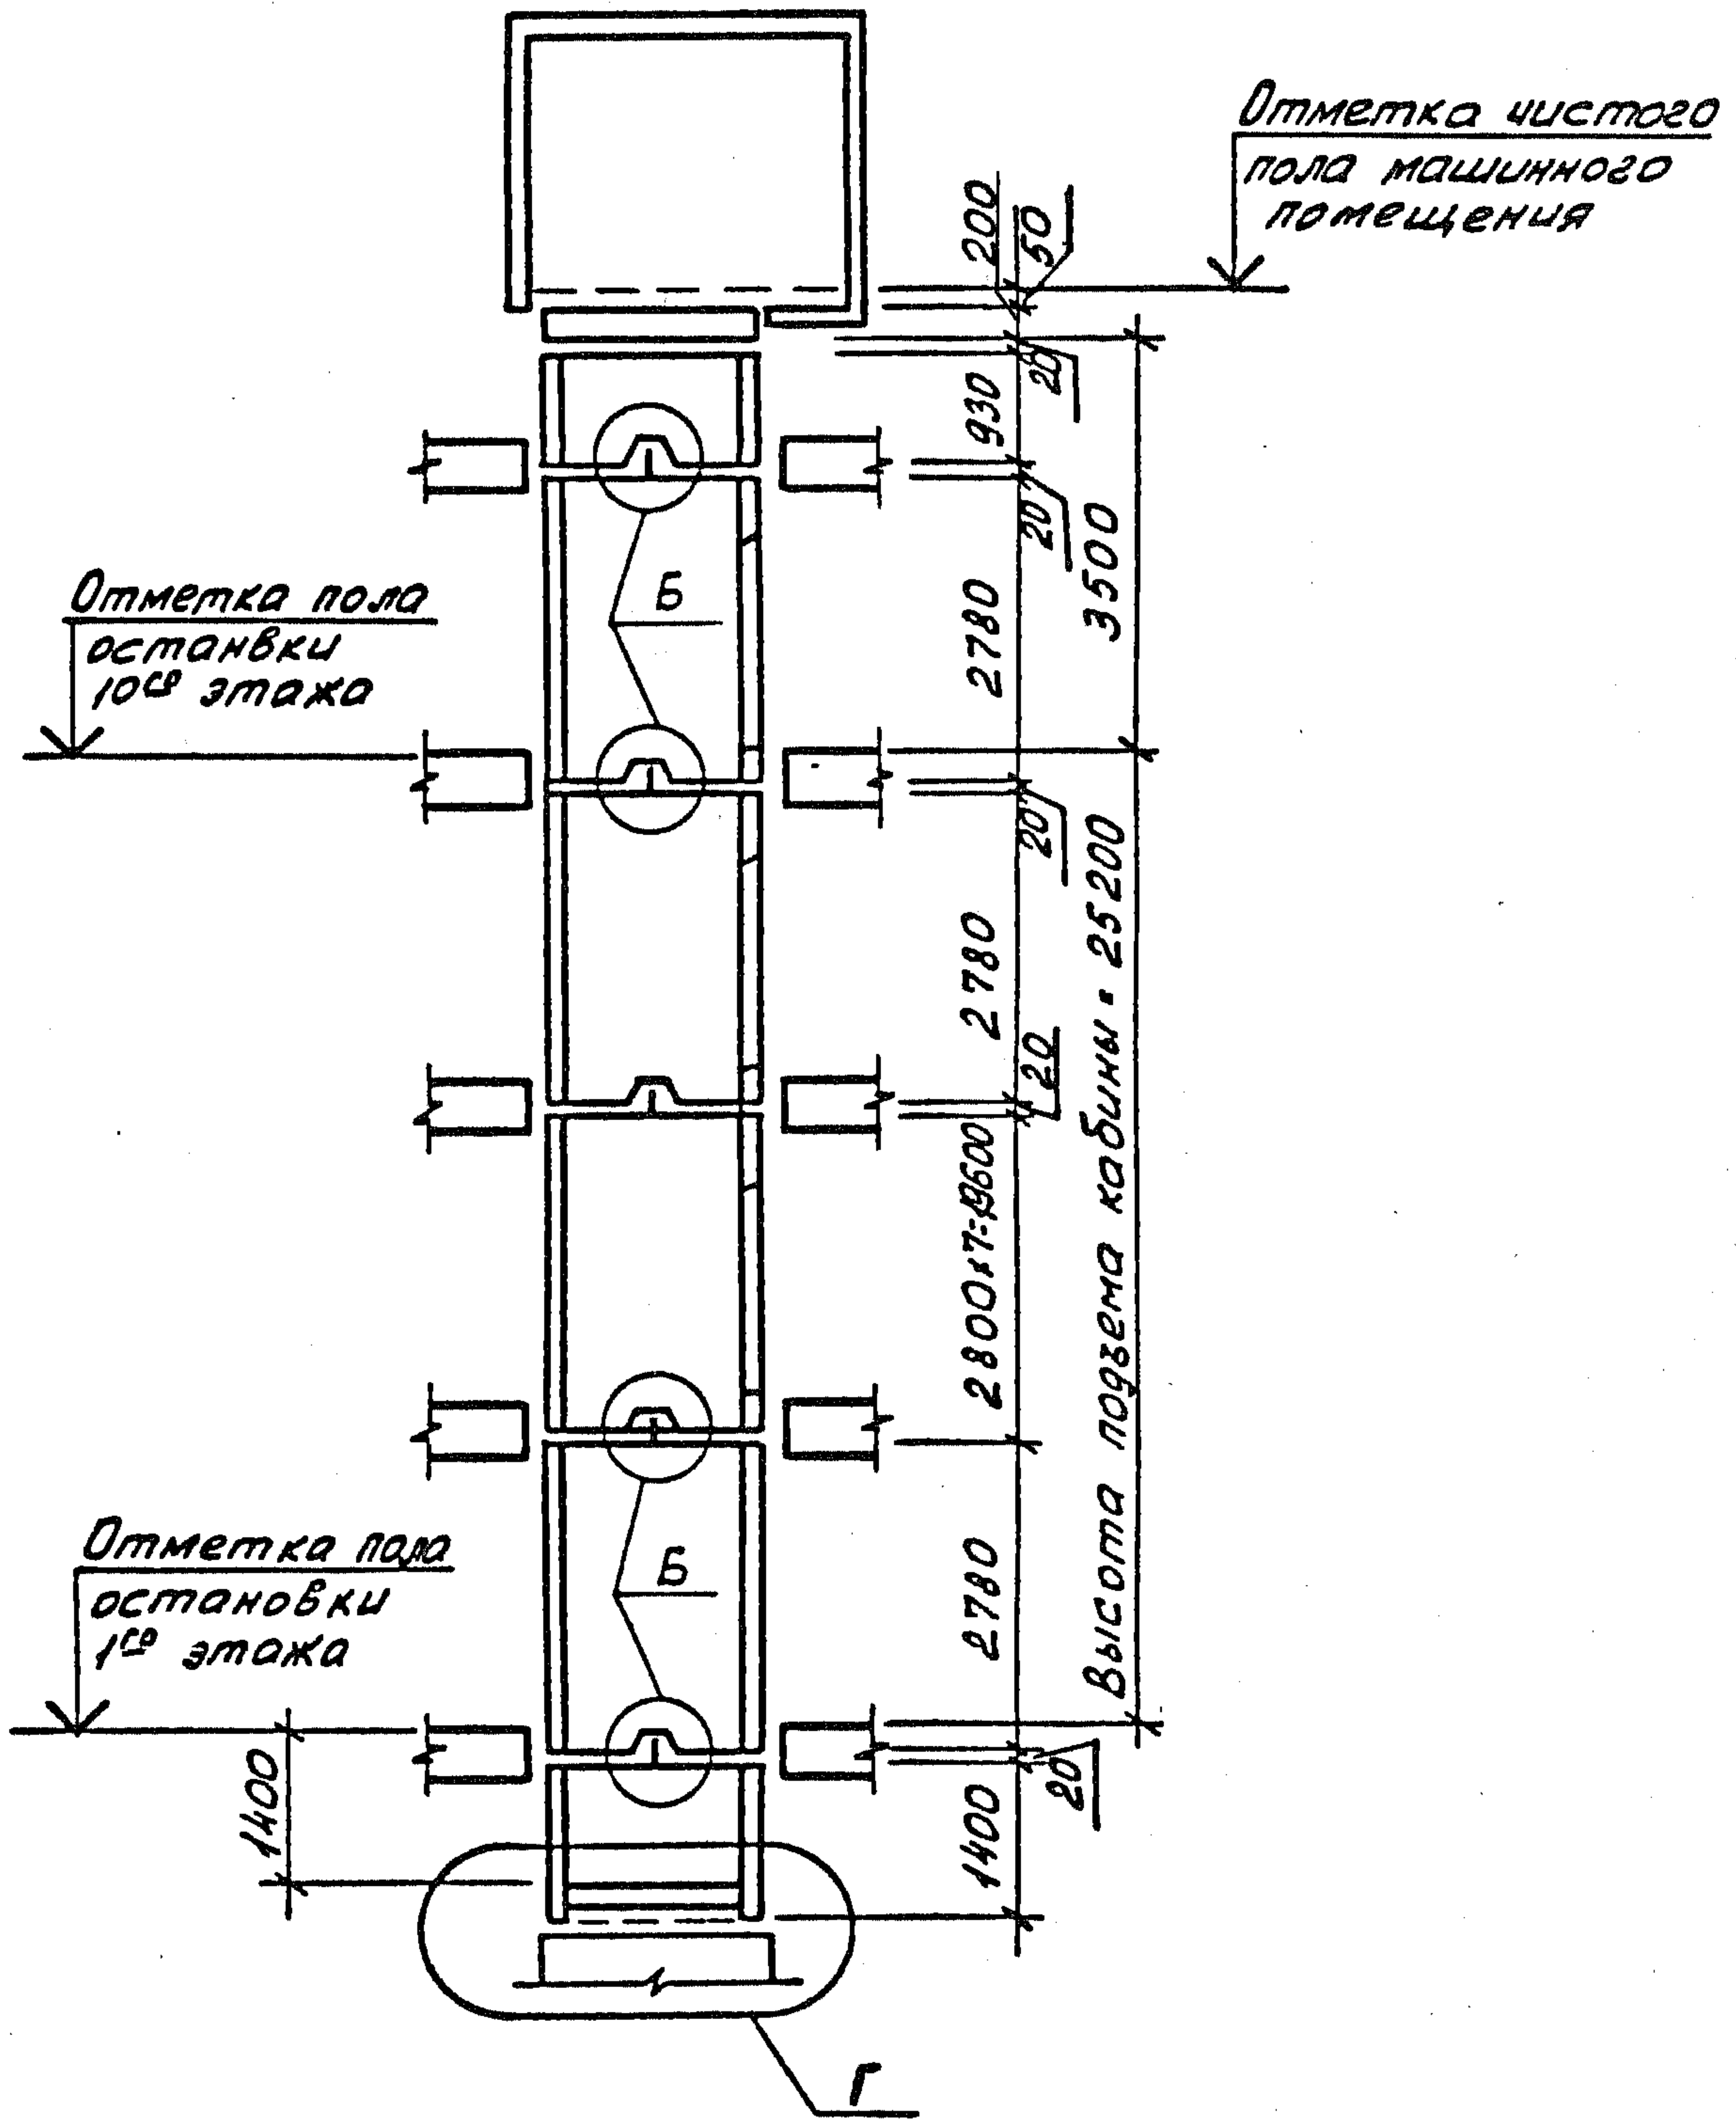 Отметка чистого
пола машинного
помещения
200
50
20
930
20
3500
Отметка пола
останвки
10го этажа
Б
2780
20
2780
20
2800х7=19600
Высота подъема кабины = 25200
Отметка пола
остановки
1го этажа
Б
2780
1400
20
1400
Г